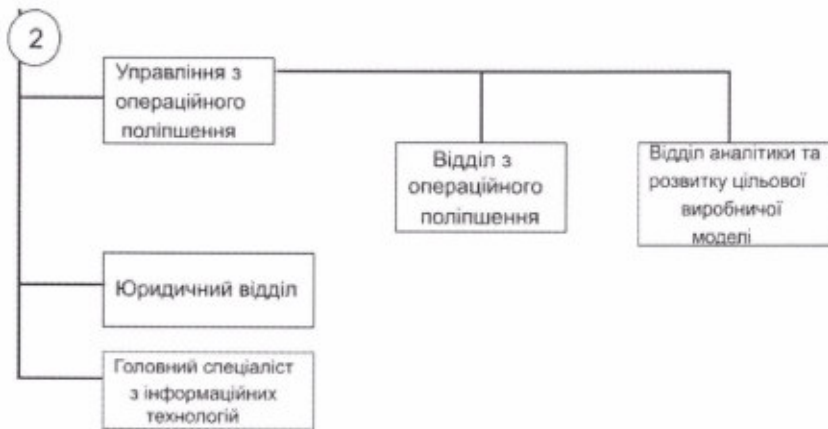 2
Управління з
операційного
поліпшення
Відділ з
операційного
поліпшення
Відділ аналітики та
розвитку цільової
виробничої
моделі
Юридичний відділ
Головний спеціаліст
з інформаційних
технологій